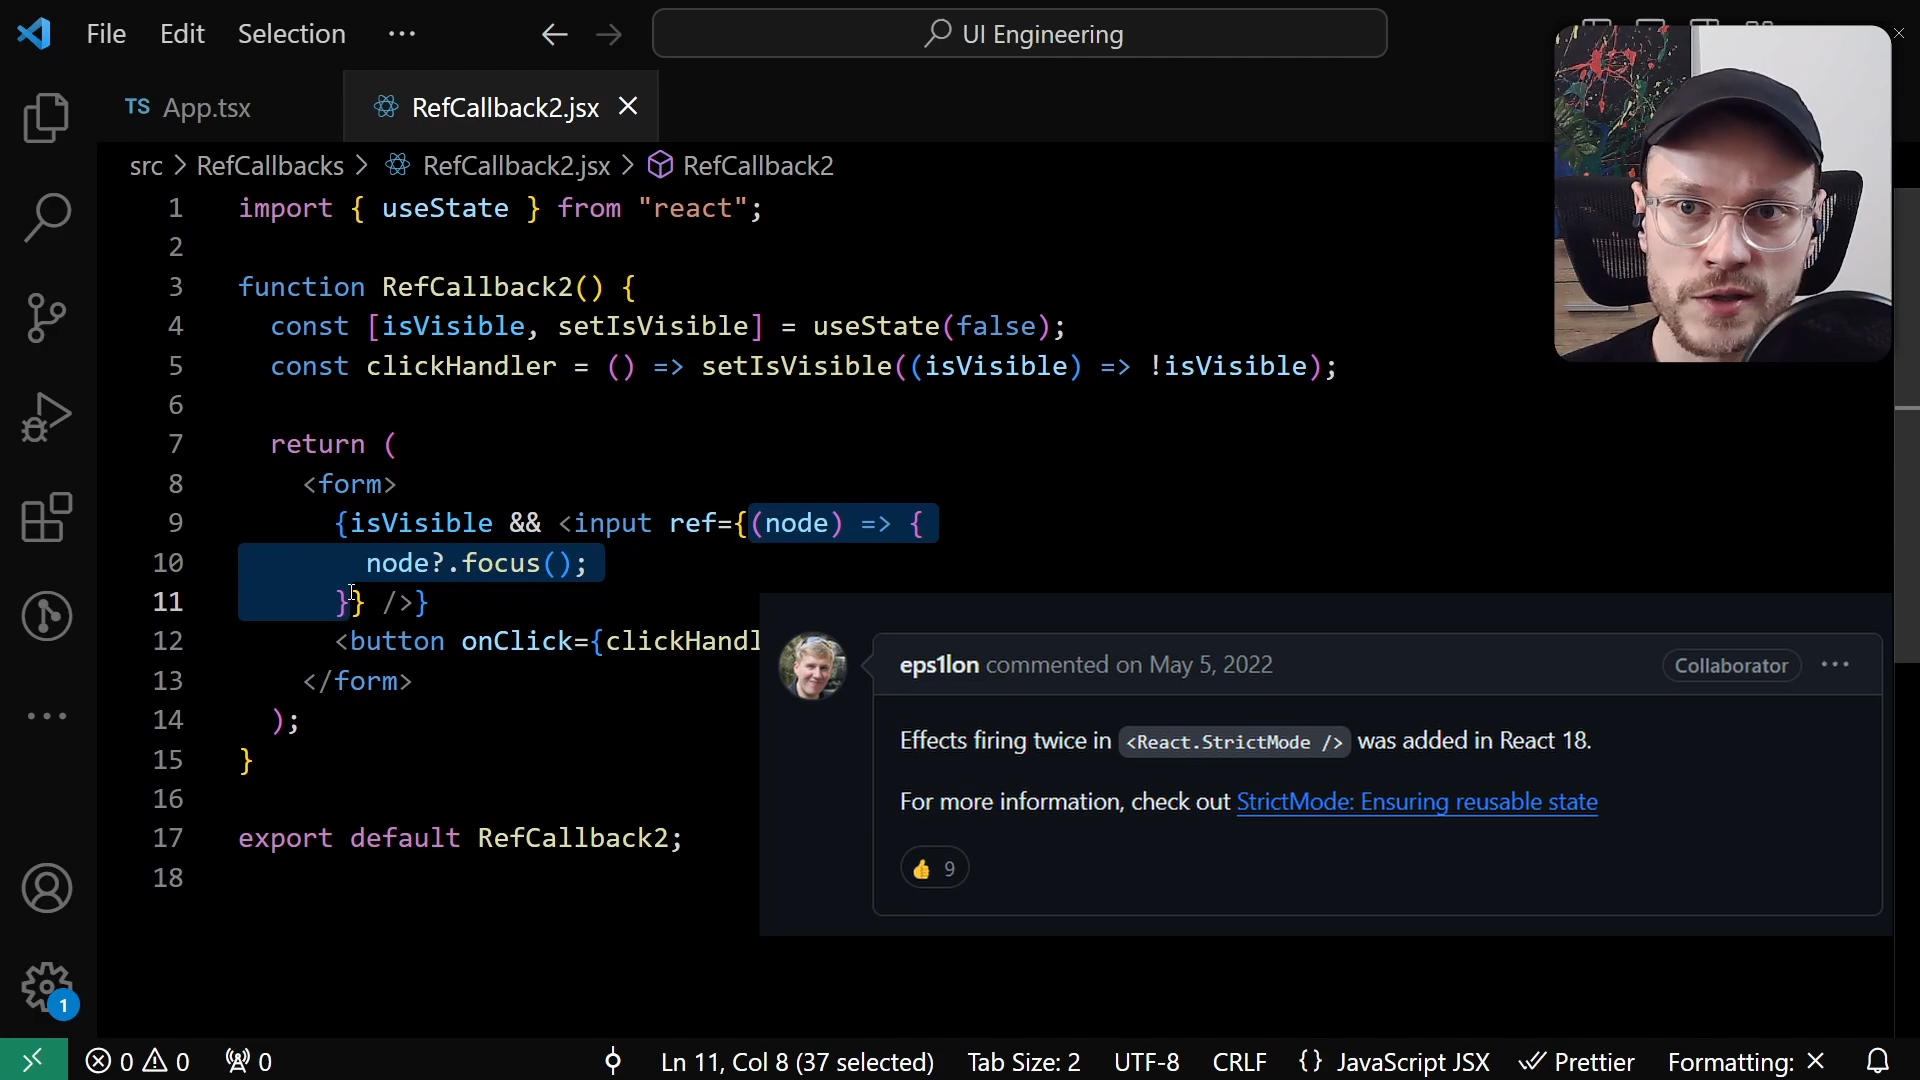 File Edit Selection ···
UI Engineering
TS App.tsx
RefCallback2.jsx
src > RefCallbacks > RefCallback2.jsx > RefCallback2
1 import { useState } from "react";
2
3 function RefCallback2() {
4 const [isVisible, setIsVisible] = useState(false);
5 const clickHandler = () => setIsVisible((isVisible) => !isVisible);
6
7 return (
8 <form>
9 {isVisible && <input ref={(node) => {
10 node?.focus();
11 }} />}
12 <button onClick={clickHandl
13 </form>
14 );
15 }
16
17 export default RefCallback2;
18
eps1lon commented on May 5, 2022
Collaborator ···
Effects firing twice in <React.StrictMode /> was added in React 18.
For more information, check out StrictMode: Ensuring reusable state
👍 9
1
0 0 0 Ln 11, Col 8 (37 selected) Tab Size: 2 UTF-8 CRLF {} JavaScript JSX Prettier Formatting: ×